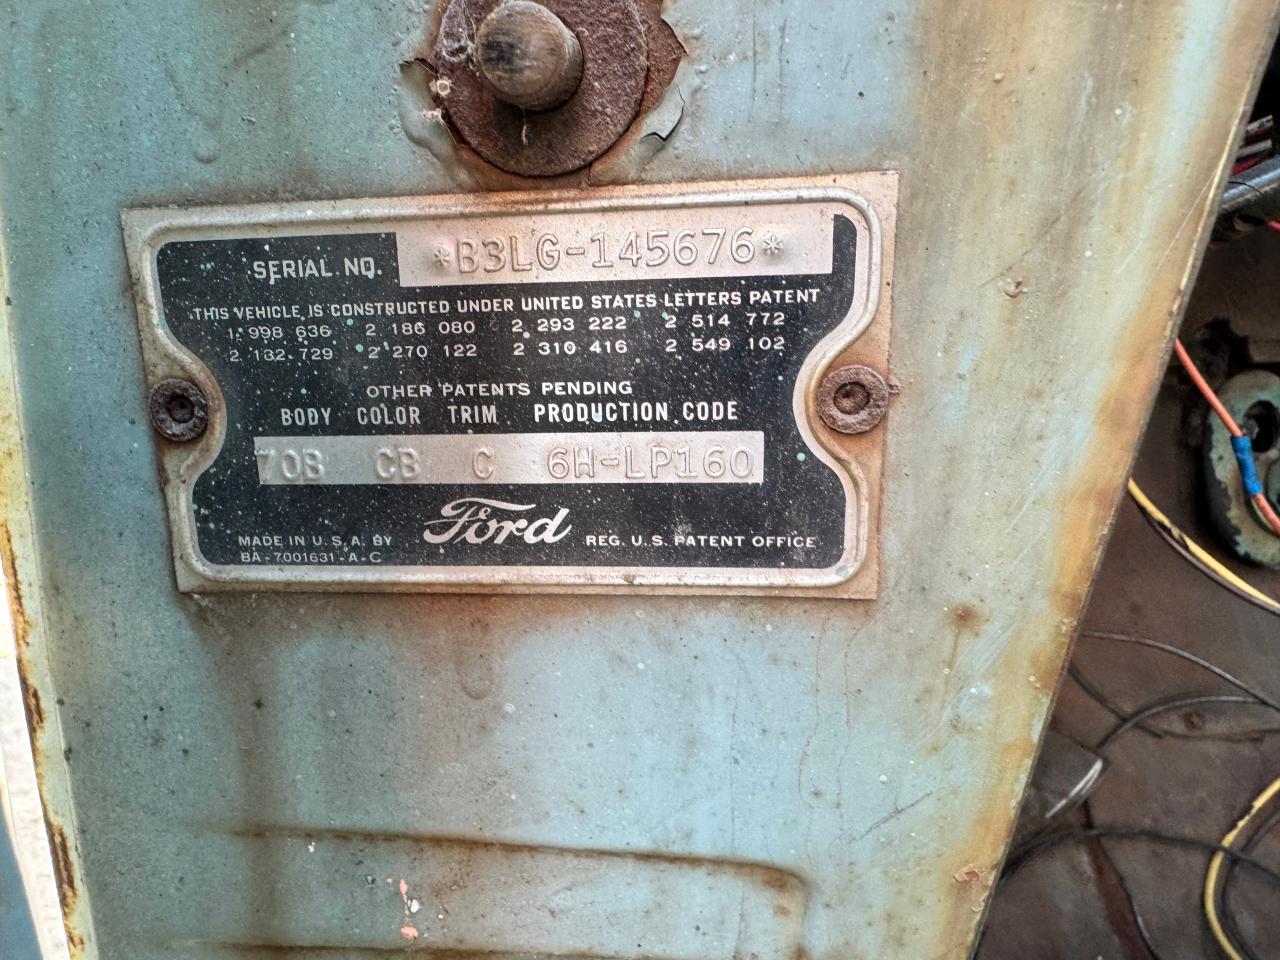 SERIAL NO. *B3LG-145676*
THIS VEHICLE IS CONSTRUCTED UNDER UNITED STATES LETTERS PATENT
1 998 636 2 186 080 2 293 222 2 514 772
2 132 729 2 270 122 2 310 416 2 549 102
OTHER PATENTS PENDING
BODY COLOR TRIM PRODUCTION CODE
70B CB C 6H-LP160
MADE IN U.S.A. BY Ford REG. U.S. PATENT OFFICE
BA-7001631-A-C